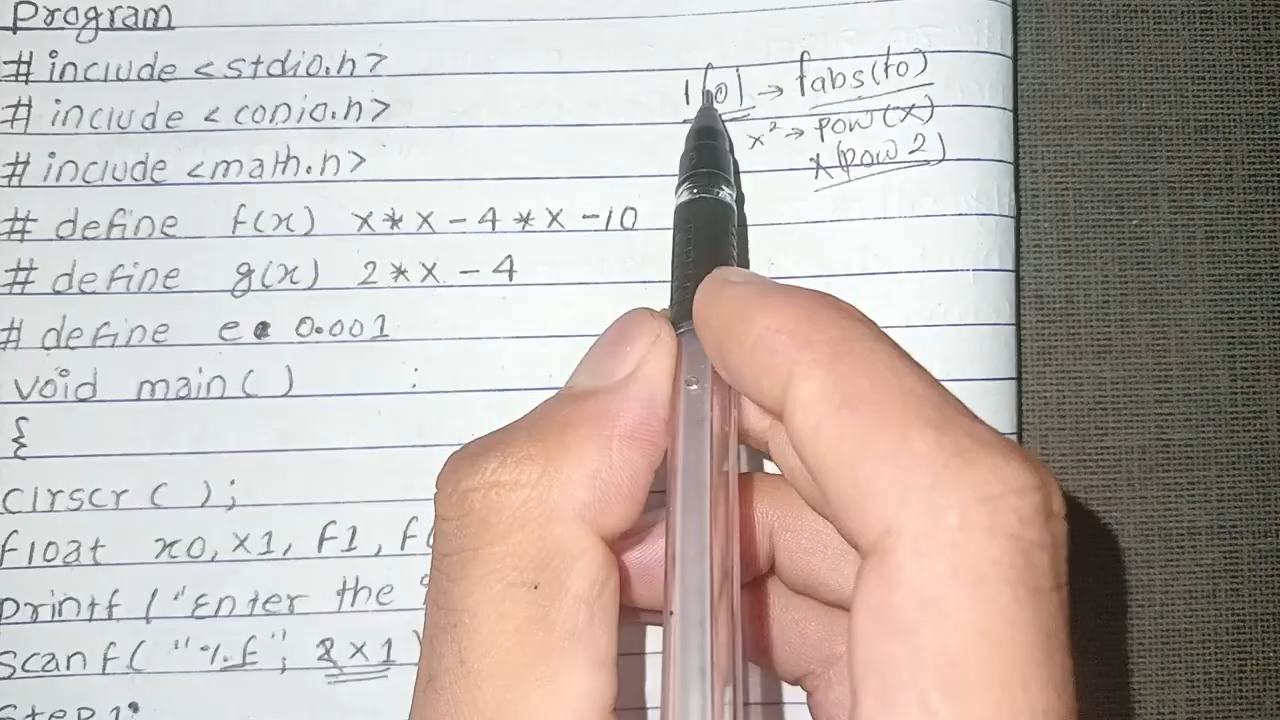 Program
# include <stdio.h>
# include <conio.h>
# include <math.h>
# define f(x) x*x-4*x-10
# define g(x) 2*x-4
# define e 0.001
void main()
{
clrscr();
float x0, x1, f1,
printf("Enter the
scanf("%f", &x1)
Step1:
→ fabs(f0)
x² → pow(x)
x(pow 2)